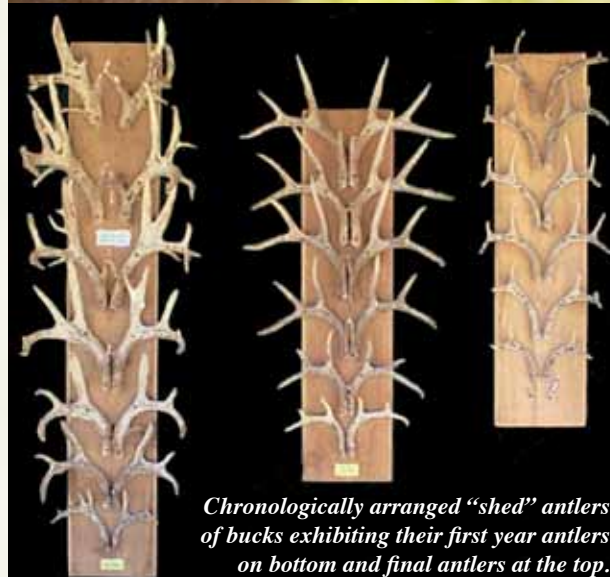 Chronologically arranged “shed” antlers
of bucks exhibiting their first year antlers
on bottom and final antlers at the top.